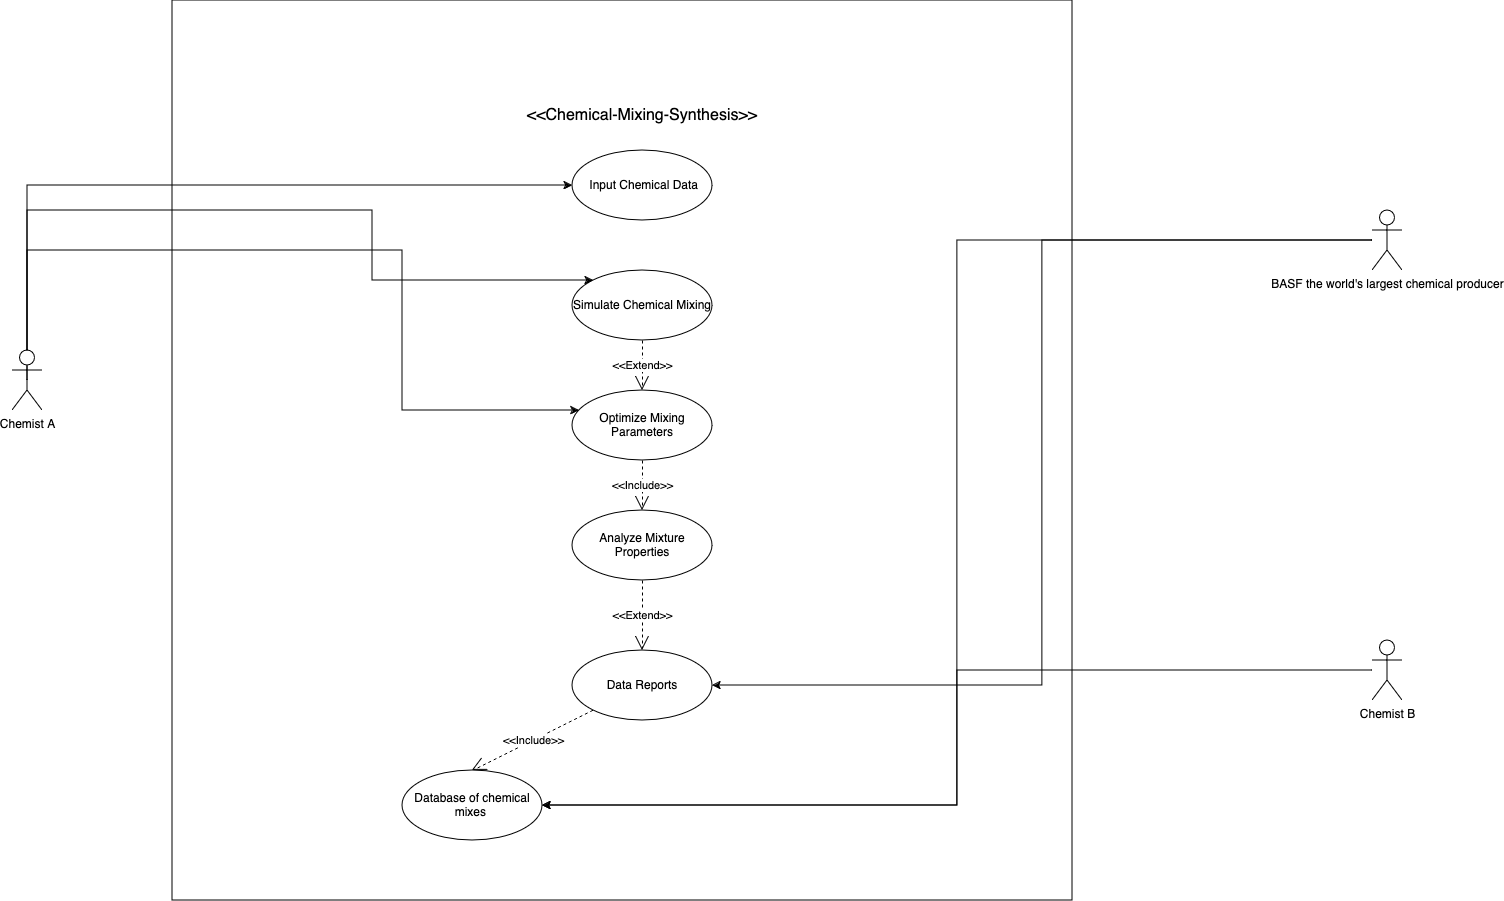 <<Chemical-Mixing-Synthesis>>
Input Chemical Data
Simulate Chemical Mixing
<<Extend>>
Optimize Mixing
Parameters
<<Include>>
Analyze Mixture
Properties
<<Extend>>
Data Reports
<<Include>>
Database of chemical
mixes
Chemist A
BASF the world's largest chemical producer
Chemist B